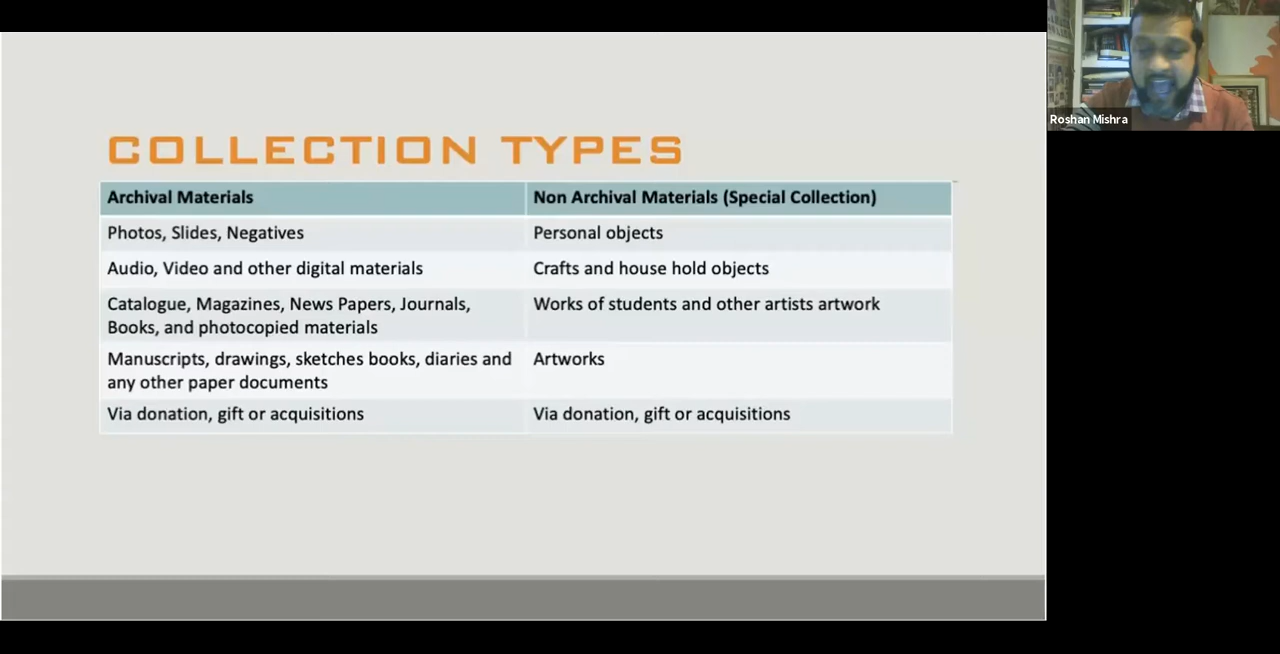 COLLECTION TYPES
Archival Materials
Non Archival Materials (Special Collection)
Photos, Slides, Negatives
Personal objects
Audio, Video and other digital materials
Crafts and house hold objects
Catalogue, Magazines, News Papers, Journals,
Books, and photocopied materials
Works of students and other artists artwork
Manuscripts, drawings, sketches books, diaries and
any other paper documents
Artworks
Via donation, gift or acquisitions
Via donation, gift or acquisitions
Roshan Mishra